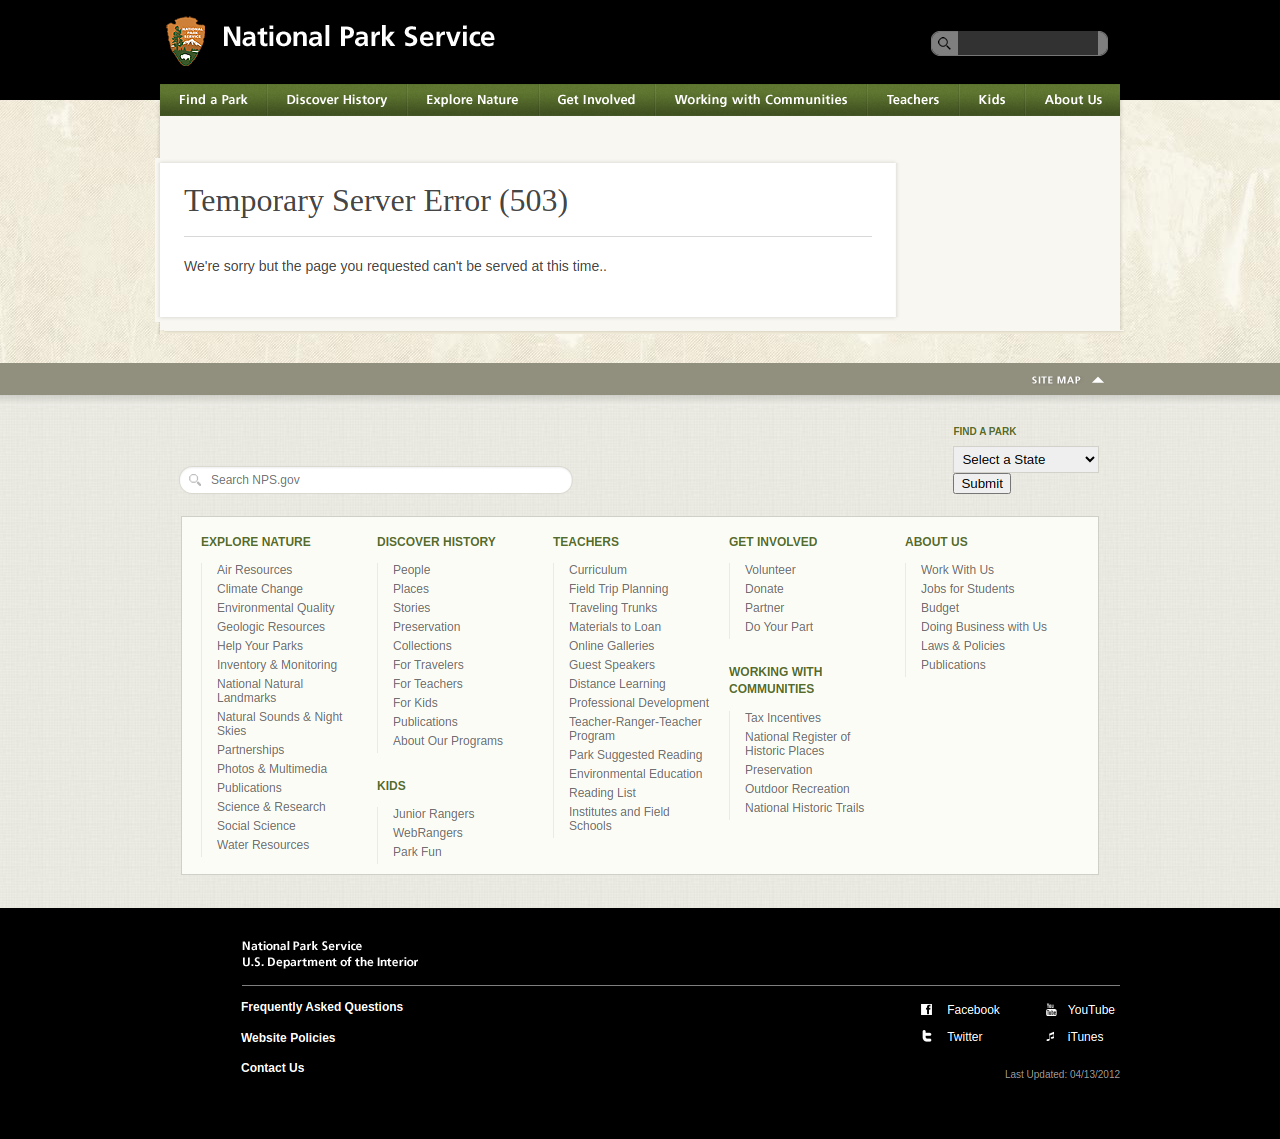 National Park Service
Find a Park Discover History Explore Nature Get Involved Working with Communities Teachers Kids About Us
Temporary Server Error (503)
We're sorry but the page you requested can't be served at this time..
SITE MAP
FIND A PARK
Select a State
Submit
Search NPS.gov
EXPLORE NATURE
Air Resources
Climate Change
Environmental Quality
Geologic Resources
Help Your Parks
Inventory & Monitoring
National Natural
Landmarks
Natural Sounds & Night
Skies
Partnerships
Photos & Multimedia
Publications
Science & Research
Social Science
Water Resources
DISCOVER HISTORY
People
Places
Stories
Preservation
Collections
For Travelers
For Teachers
For Kids
Publications
About Our Programs
KIDS
Junior Rangers
WebRangers
Park Fun
TEACHERS
Curriculum
Field Trip Planning
Traveling Trunks
Materials to Loan
Online Galleries
Guest Speakers
Distance Learning
Professional Development
Teacher-Ranger-Teacher
Program
Park Suggested Reading
Environmental Education
Reading List
Institutes and Field
Schools
GET INVOLVED
Volunteer
Donate
Partner
Do Your Part
WORKING WITH
COMMUNITIES
Tax Incentives
National Register of
Historic Places
Preservation
Outdoor Recreation
National Historic Trails
ABOUT US
Work With Us
Jobs for Students
Budget
Doing Business with Us
Laws & Policies
Publications
National Park Service
U.S. Department of the Interior
Frequently Asked Questions
Website Policies
Contact Us
Facebook
YouTube
Twitter
iTunes
Last Updated: 04/13/2012